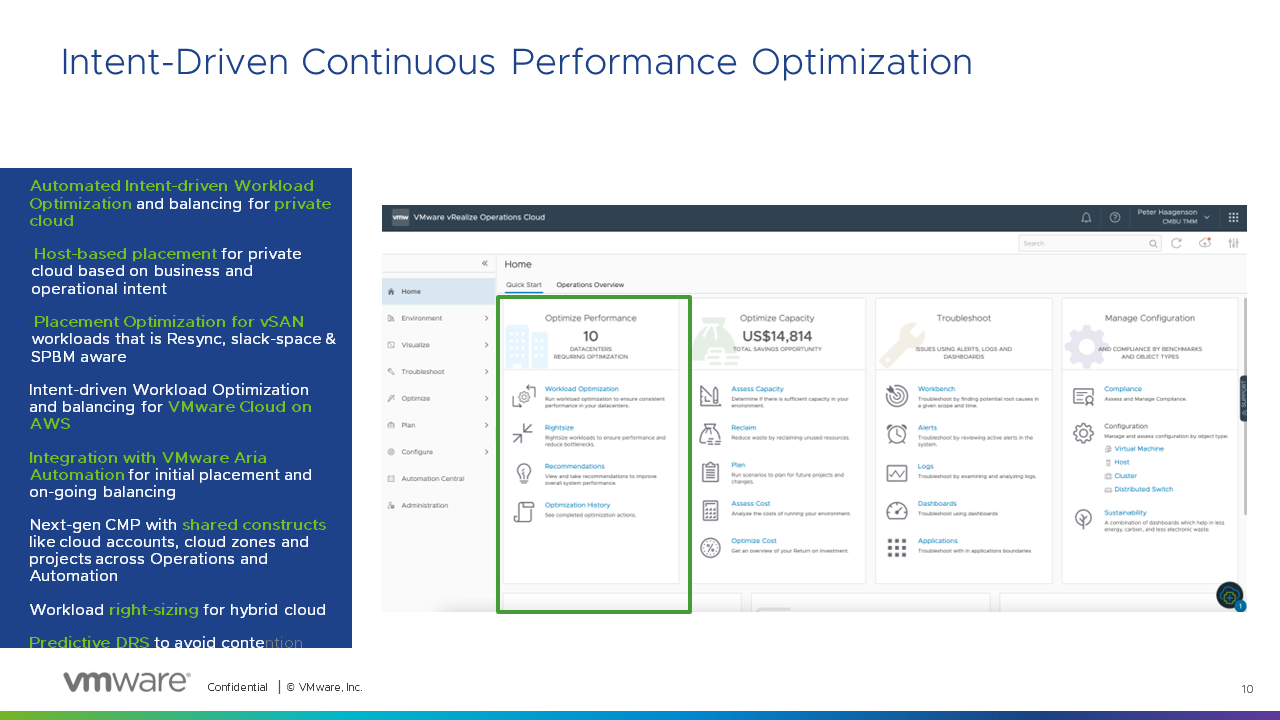 Intent-Driven Continuous Performance Optimization
Automated Intent-driven Workload
Optimization and balancing for private
cloud
Host-based placement for private
cloud based on business and
operational intent
Placement Optimization for vSAN
workloads that is Resync, slack-space &
SPBM aware
Intent-driven Workload Optimization
and balancing for VMware Cloud on
AWS
Integration with VMware Aria
Automation for initial placement and
on-going balancing
Next-gen CMP with shared constructs
like cloud accounts, cloud zones and
projects across Operations and
Automation
Workload right-sizing for hybrid cloud
Predictive DRS to avoid contention
vmw VMware vRealize Operations Cloud
Peter Haagenson
CMBU TMM
Search
Home
Quick Start Operations Overview
Home
Environment
Visualize
Troubleshoot
Optimize
Plan
Configure
Automation Central
Administration
Optimize Performance
10
DATACENTERS
REQUIRING OPTIMIZATION
Workload Optimization
Run workload optimization to ensure consistent
performance in your datacenters.
Rightsize
Rightsize workloads to ensure performance and
reduce bottlenecks.
Recommendations
View and take recommendations to improve
overall system performance.
Optimization History
See completed optimization actions.
Optimize Capacity
US$14,814
TOTAL SAVINGS OPPORTUNITY
Assess Capacity
Determine if there is sufficient capacity in your
environment.
Reclaim
Reduce waste by reclaiming unused resources.
Plan
Run scenarios to plan for future projects and
changes.
Assess Cost
Analyze the costs of running your environment.
Optimize Cost
Get an overview of your Return on Investment.
Troubleshoot
ISSUES USING ALERTS, LOGS AND
DASHBOARDS
Workbench
Troubleshoot by finding potential root causes in
a given scope and time.
Alerts
Troubleshoot by reviewing active alerts in the
system.
Logs
Troubleshoot by examining and analyzing logs.
Dashboards
Troubleshoot using dashboards
Applications
Troubleshoot with in applications boundaries
Manage Configuration
AND COMPLIANCE BY BENCHMARKS
AND OBJECT TYPES
Compliance
Assess and Manage Compliance.
Configuration
Manage and assess configuration by object type:
Virtual Machine
Host
Cluster
Distributed Switch
Sustainability
A combination of dashboards which help in less
energy, carbon, and less electronic waste.
SUPPORT
1
vmware® Confidential | © VMware, Inc.
10